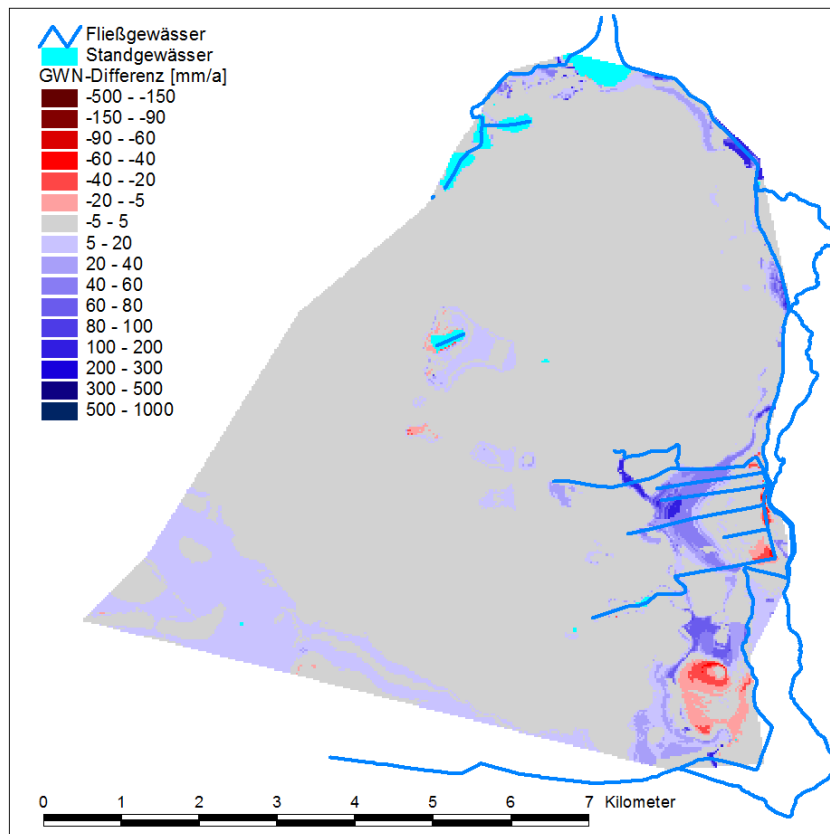 Fließgewässer
Standgewässer
GWN-Differenz [mm/a]
-500 - -150
-150 - -90
-90 - -60
-60 - -40
-40 - -20
-20 - -5
-5 - 5
5 - 20
20 - 40
40 - 60
60 - 80
80 - 100
100 - 200
200 - 300
300 - 500
500 - 1000
0 1 2 3 4 5 6 7 Kilometer